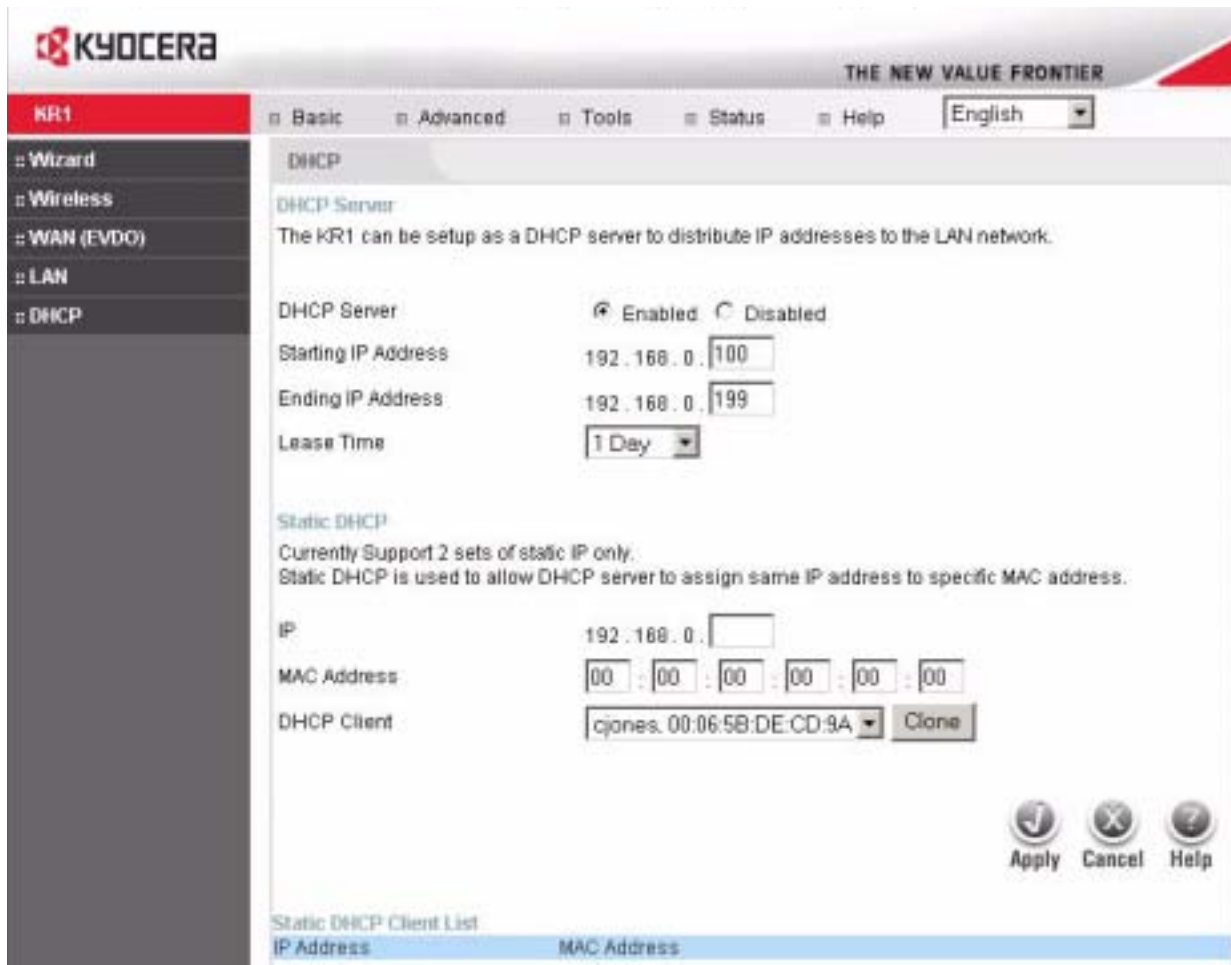 KYOCERA
THE NEW VALUE FRONTIER
KR1
Basic Advanced Tools Status Help English
Wizard
Wireless
WAN (EVDO)
LAN
DHCP
DHCP
DHCP Server
The KR1 can be setup as a DHCP server to distribute IP addresses to the LAN network.
DHCP Server Enabled Disabled
Starting IP Address 192.168.0.100
Ending IP Address 192.168.0.199
Lease Time 1 Day
Static DHCP
Currently Support 2 sets of static IP only.
Static DHCP is used to allow DHCP server to assign same IP address to specific MAC address.
IP 192.168.0.
MAC Address 00 : 00 : 00 : 00 : 00 : 00
DHCP Client cjones, 00:06:5B:DE:CD:9A Clone
Apply Cancel Help
Static DHCP Client List
IP Address MAC Address